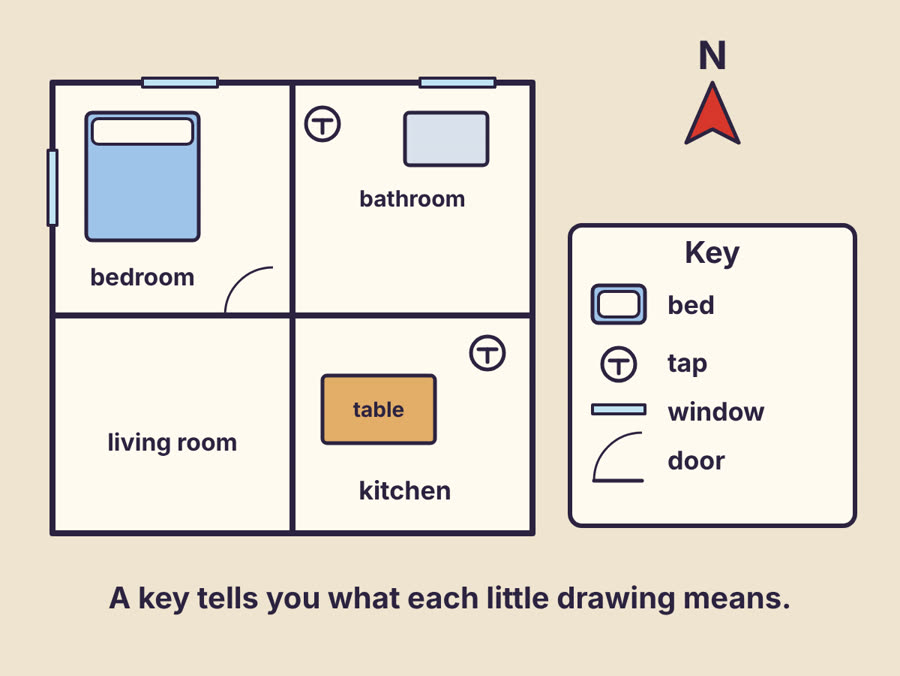 N
T
bathroom
bedroom
Key
bed
T
tap
window
door
T
table
living room
kitchen
A key tells you what each little drawing means.